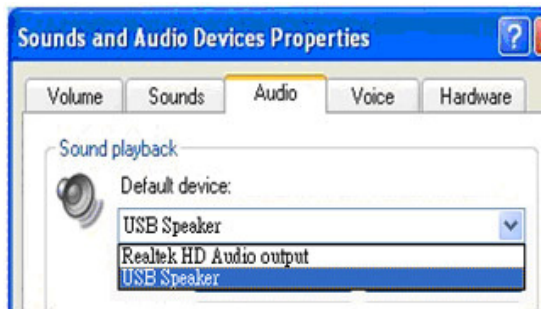 Sounds and Audio Devices Properties ?
Volume Sounds Audio Voice Hardware
Sound playback
Default device:
USB Speaker
Realtek HD Audio output
USB Speaker